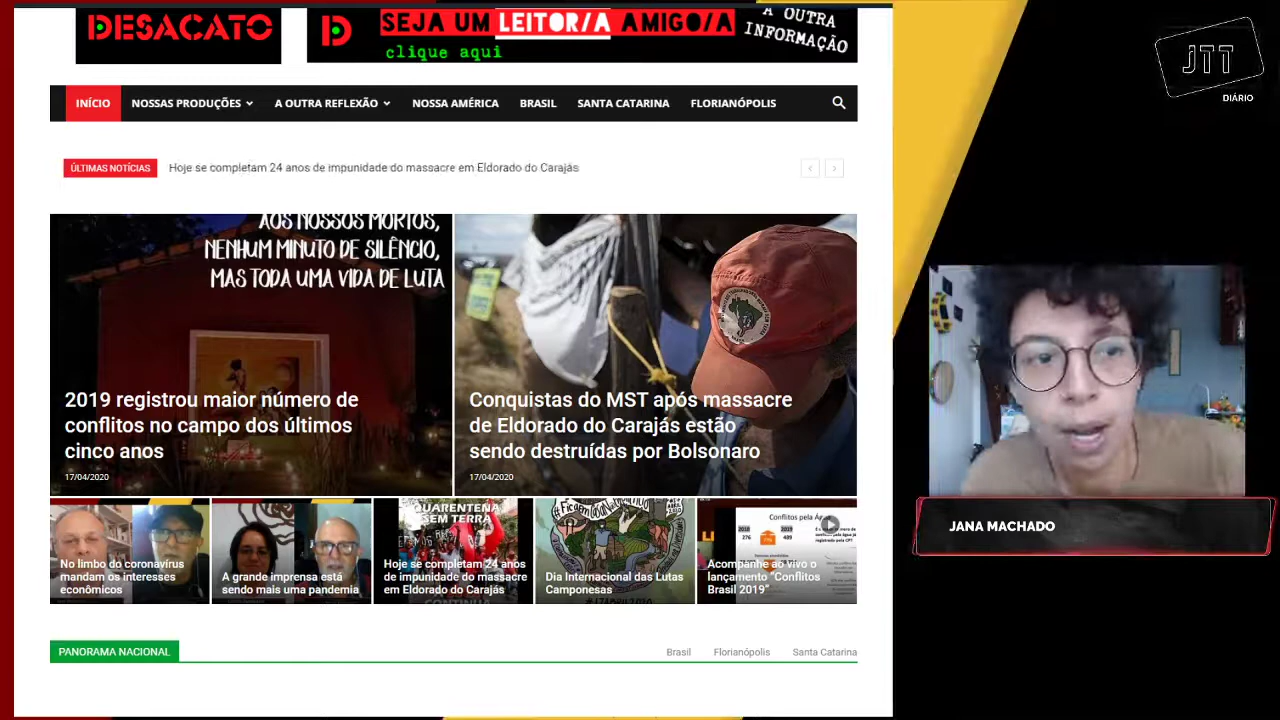 DESACATO
SEJA UM LEITOR/A AMIGO/A
clique aqui
A OUTRA
INFORMAÇÃO
JTT
DIÁRIO
INÍCIO NOSSAS PRODUÇÕES A OUTRA REFLEXÃO NOSSA AMÉRICA BRASIL SANTA CATARINA FLORIANÓPOLIS
ÚLTIMAS NOTÍCIAS Hoje se completam 24 anos de impunidade do massacre em Eldorado do Carajás
AOS NOSSOS MORTOS,
NENHUM MINUTO DE SILÊNCIO,
MAS TODA UMA VIDA DE LUTA
2019 registrou maior número de
conflitos no campo dos últimos
cinco anos
17/04/2020
Conquistas do MST após massacre
de Eldorado do Carajás estão
sendo destruídas por Bolsonaro
17/04/2020
No limbo do coronavírus
mandam os interesses
econômicos
A grande imprensa está
sendo mais uma pandemia
QUARENTENA
SEM TERRA
Hoje se completam 24 anos
de impunidade do massacre
em Eldorado do Carajás
Dia Internacional das Lutas
Camponesas
Conflitos pela Água
2018 2019
276 489
Acompanhe ao vivo o
lançamento “Conflitos
Brasil 2019”
JANA MACHADO
PANORAMA NACIONAL Brasil Florianópolis Santa Catarina